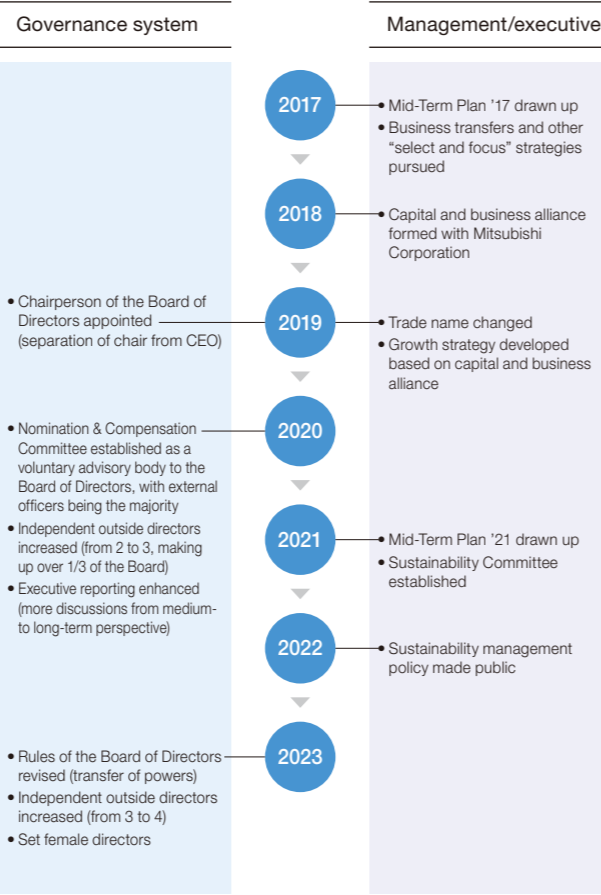 Governance system
Management/executive
2017
• Mid-Term Plan ’17 drawn up
• Business transfers and other
“select and focus” strategies
pursued
2018
• Capital and business alliance
formed with Mitsubishi
Corporation
• Chairperson of the Board of
Directors appointed
(separation of chair from CEO)
2019
• Trade name changed
• Growth strategy developed
based on capital and business
alliance
• Nomination & Compensation
Committee established as a
voluntary advisory body to the
Board of Directors, with external
officers being the majority
• Independent outside directors
increased (from 2 to 3, making
up over 1/3 of the Board)
• Executive reporting enhanced
(more discussions from medium-
to long-term perspective)
2020
2021
• Mid-Term Plan ’21 drawn up
• Sustainability Committee
established
2022
• Sustainability management
policy made public
• Rules of the Board of Directors
revised (transfer of powers)
• Independent outside directors
increased (from 3 to 4)
• Set female directors
2023